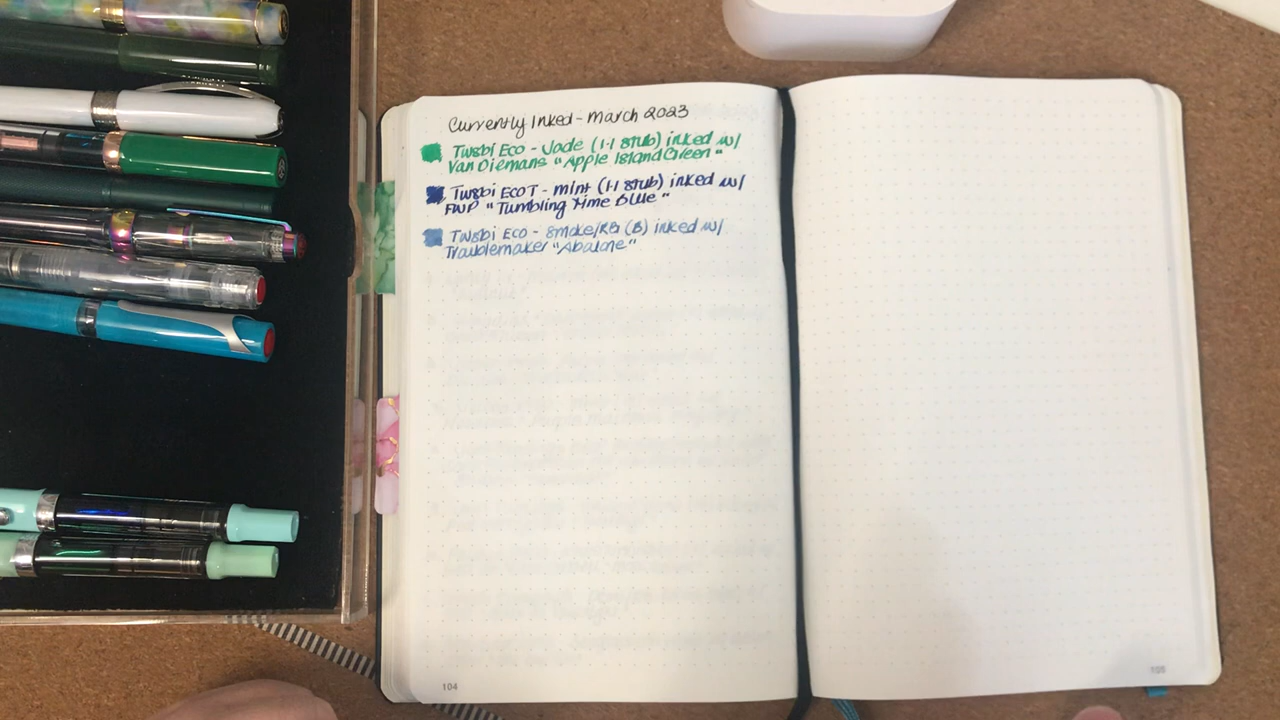 Currently Inked - March 2023
Twsbi Eco - Jade (1.1 Stub) inked w/
Van Diemans "Apple Island Green"
Twsbi ECO T - mint (1.1 Stub) inked w/
FWP "Tumbling Time Blue"
Twsbi Eco - Smoke/RG (B) inked w/
Troublemaker "Abalone"
104
105